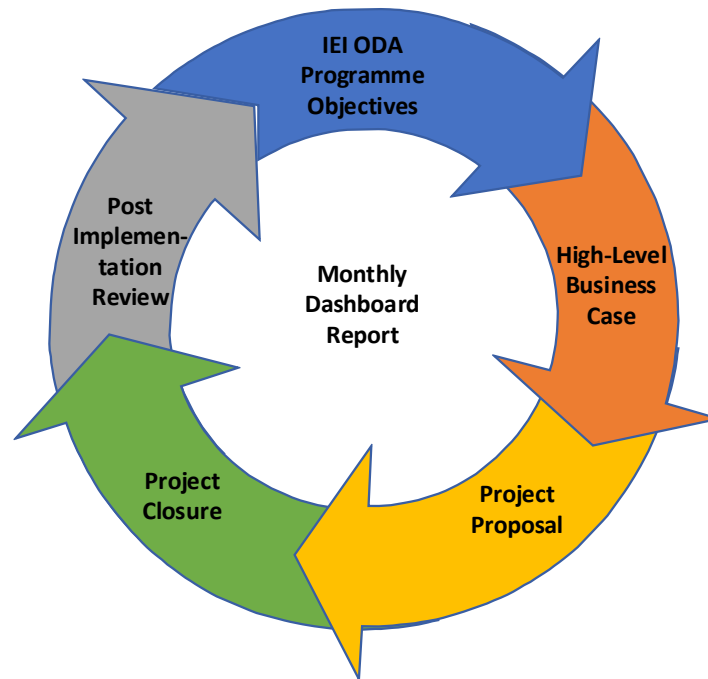 IEI ODA
Programme
Objectives
High-Level
Business
Case
Project
Proposal
Project
Closure
Post
Implemen-
tation
Review
Monthly
Dashboard
Report